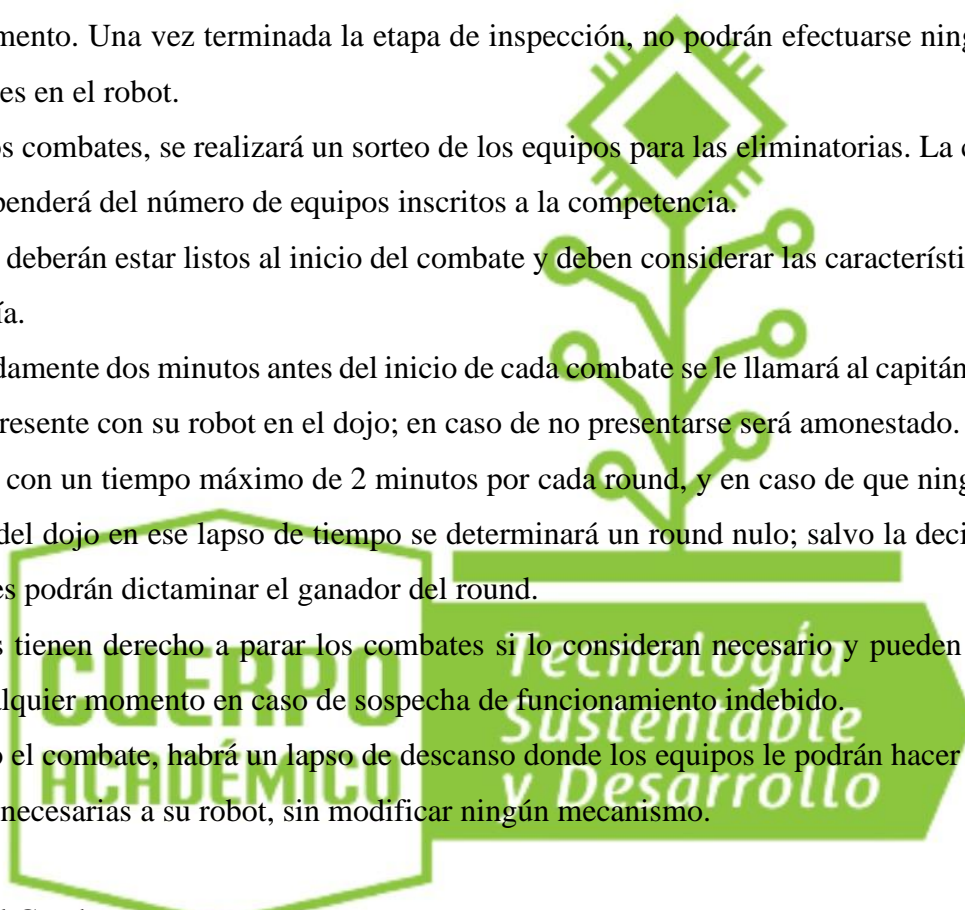 mento. Una vez terminada la etapa de inspección, no podrán efectuarse ning
es en el robot.
os combates, se realizará un sorteo de los equipos para las eliminatorias. La c
penderá del número de equipos inscritos a la competencia.
deberán estar listos al inicio del combate y deben considerar las característi
ía.
damente dos minutos antes del inicio de cada combate se le llamará al capitán
resente con su robot en el dojo; en caso de no presentarse será amonestado.
con un tiempo máximo de 2 minutos por cada round, y en caso de que ning
del dojo en ese lapso de tiempo se determinará un round nulo; salvo la deci
es podrán dictaminar el ganador del round.
s tienen derecho a parar los combates si lo consideran necesario y pueden
alquier momento en caso de sospecha de funcionamiento indebido.
o el combate, habrá un lapso de descanso donde los equipos le podrán hacer
necesarias a su robot, sin modificar ningún mecanismo.
CUERPO
ACADÉMICO
Tecnología
Sustentable
y Desarrollo